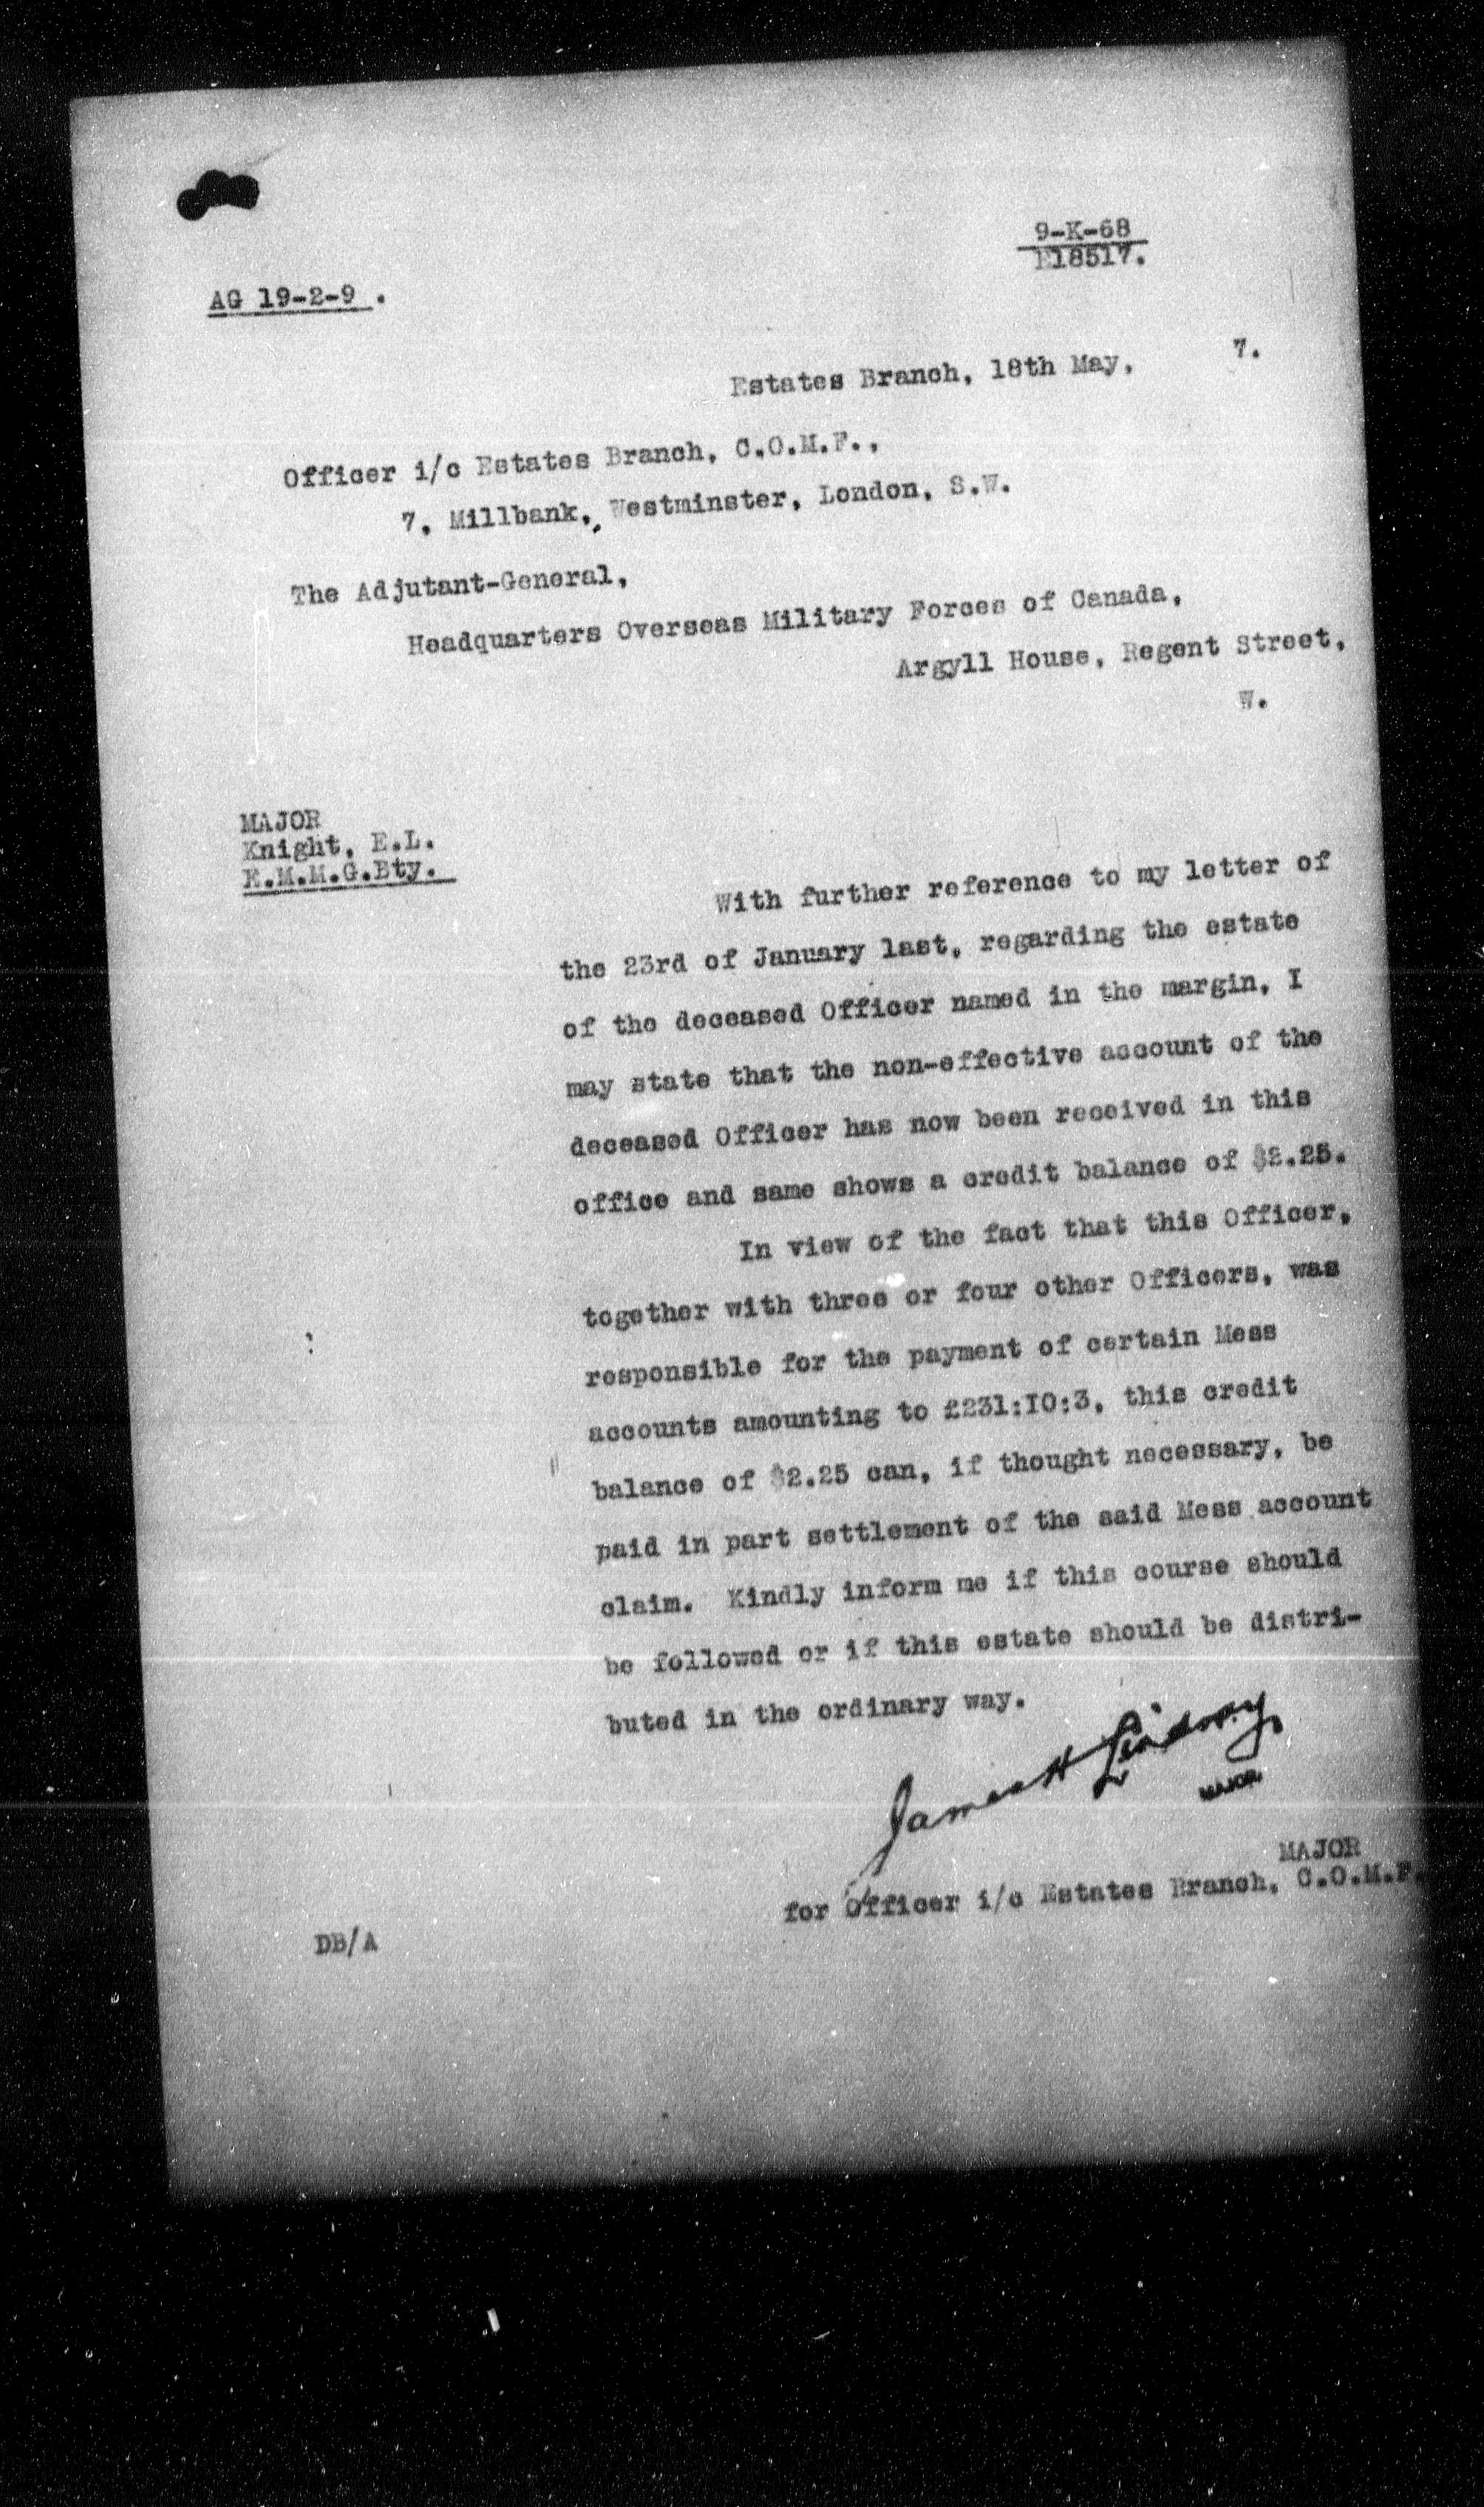 9-K-68
E18517.
AG 19-2-9 .
Estates Branch, 18th May, 7.
Officer i/c Estates Branch, C.O.M.F.,
7, Millbank, Westminster, London, S.W.
The Adjutant-General,
Headquarters Overseas Military Forces of Canada,
Argyll House, Regent Street,
W.
MAJOR
Knight, E.L.
E.M.M.G.Bty.
With further reference to my letter of
the 23rd of January last, regarding the estate
of the deceased Officer named in the margin, I
may state that the non-effective account of the
deceased Officer has now been received in this
office and same shows a credit balance of $2.25.
In view of the fact that this Officer,
together with three or four other Officers, was
responsible for the payment of certain Mess
accounts amounting to £231:I0:3, this credit
balance of $2.25 can, if thought necessary, be
paid in part settlement of the said Mess account
claim. Kindly inform me if this course should
be followed or if this estate should be distri-
buted in the ordinary way.
James H Lindsay
MAJOR
MAJOR
for Officer i/c Estates Branch, C.O.M.F.
DB/A